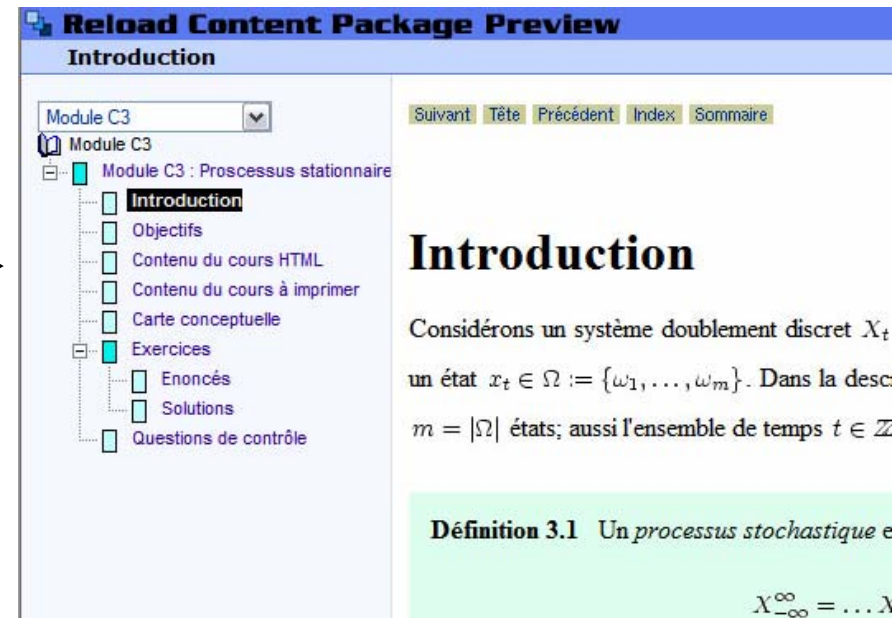 Reload Content Package Preview
Introduction
Module C3
Module C3
Module C3 : Proscessus stationnaire
Introduction
Objectifs
Contenu du cours HTML
Contenu du cours à imprimer
Carte conceptuelle
Exercices
Enoncés
Solutions
Questions de contrôle
Suivant Tête Précédent Index Sommaire
Introduction
Considérons un système doublement discret X_t
un état x_t ∈ Ω := {ω_1, . . . , ω_m}. Dans la desc
m = |Ω| états; aussi l'ensemble de temps t ∈ ℤ
Définition 3.1 Un processus stochastique e
X_{-∞}^{∞} = . . . X